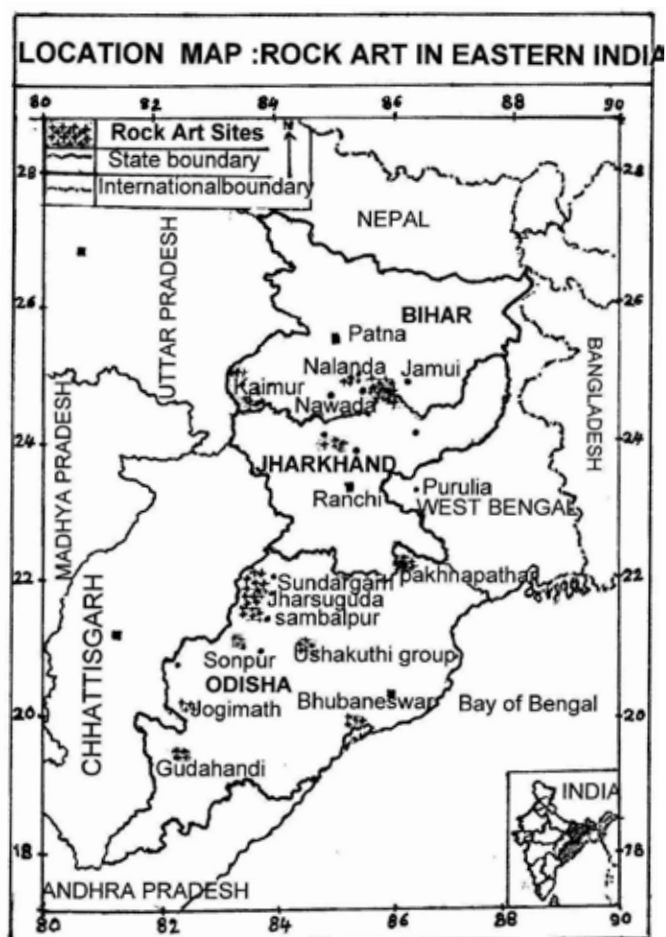 LOCATION MAP :ROCK ART IN EASTERN INDIA
80 82 84 86 88 90
Rock Art Sites
N
State boundary
Internationalboundary
28 28
NEPAL
UTTAR PRADESH
26 26
BIHAR
Patna
BANGLADESH
Nalanda Jamui
Kaimur
Nawada
MADHYA PRADESH
24 24
JHARKHAND
Ranchi
Purulia
WEST BENGAL
pakhnapathar
22 22
Sundargarh
Jharsuguda
sambalpur
CHHATTISGARH
Sonpur Ushakuthi group
ODISHA
Jogimath Bhubaneswar Bay of Bengal
20 20
Gudahandi
INDIA
18 18
ANDHRA PRADESH
80 82 84 86 88 90